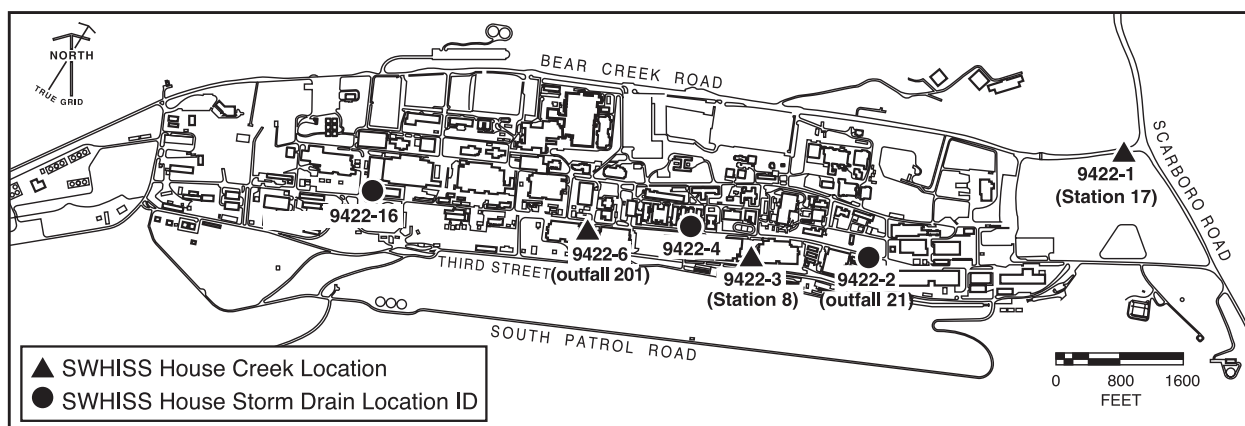 NORTH
TRUE GRID
BEAR CREEK ROAD
SCARBORO ROAD
9422-1
(Station 17)
9422-16
9422-6
(outfall 201)
9422-4
9422-3
(Station 8)
9422-2
(outfall 21)
THIRD STREET
SOUTH PATROL ROAD
SWHISS House Creek Location
SWHISS House Storm Drain Location ID
0 800 1600
FEET